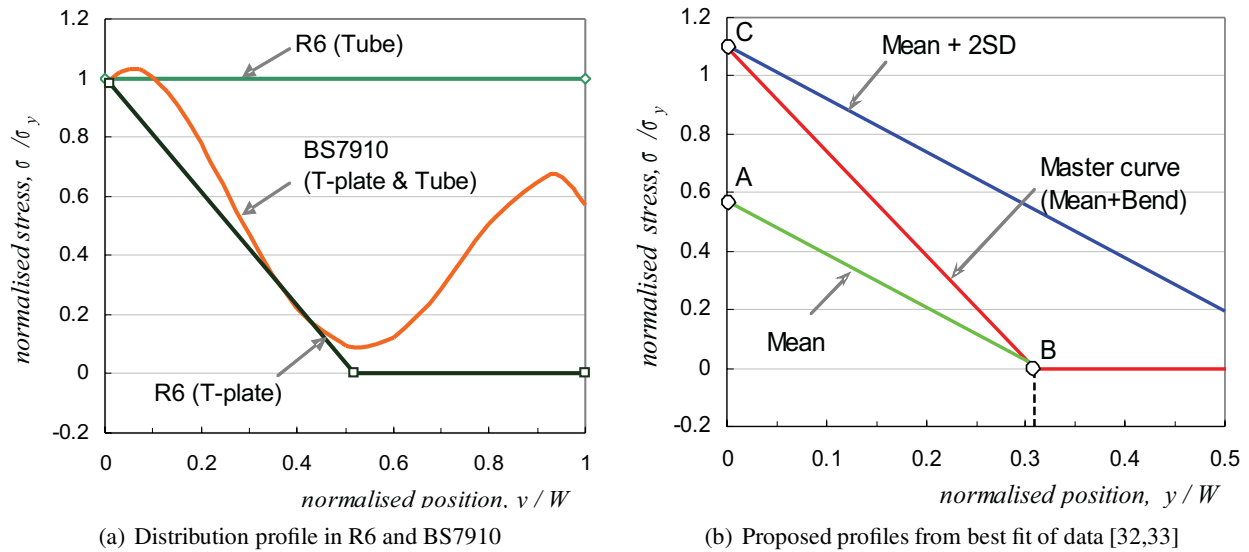 1.2
1
0.8
0.6
0.4
0.2
0
-0.2
normalised stress, σ /σ y
R6 (Tube)
BS7910
(T-plate & Tube)
R6 (T-plate)
0 0.2 0.4 0.6 0.8 1
normalised position, y / W
(a) Distribution profile in R6 and BS7910
1.2
1
0.8
0.6
0.4
0.2
0
-0.2
normalised stress, σ /σ y
C
Mean + 2SD
A
Master curve
(Mean+Bend)
Mean
B
0 0.1 0.2 0.3 0.4 0.5
normalised position, y / W
(b) Proposed profiles from best fit of data [32,33]